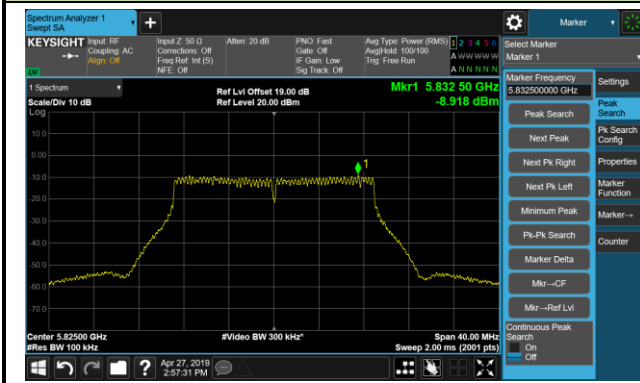 Spectrum Analyzer 1
Swept SA
+
Marker
KEYSIGHT
Input: RF
Coupling: AC
Align: Off
Input Z: 50 Ω
Corrections: Off
Freq Ref: Int (S)
NFE: Off
Atten: 20 dB
PNO: Fast
Gate: Off
IF Gain: Low
Sig Track: Off
Avg Type: Power (RMS)
Avg|Hold: 100/100
Trig: Free Run
1 2 3 4 5 6
A W W W W W
A N N N N N
Select Marker
Marker 1
1 Spectrum
Scale/Div 10 dB
Log
Ref Lvl Offset 19.00 dB
Ref Level 20.00 dBm
Mkr1 5.832 50 GHz
-8.918 dBm
Marker Frequency
5.832500000 GHz
Peak Search
Next Peak
Next Pk Right
Next Pk Left
Minimum Peak
Pk-Pk Search
Marker Delta
Mkr→CF
Mkr→Ref Lvl
Continuous Peak
Search
On
Off
Settings
Peak
Search
Pk Search
Config
Properties
Marker
Function
Marker→
Counter
10.0
0.00
-10.0
-20.0
-30.0
-40.0
-50.0
-60.0
-70.0
1
Center 5.82500 GHz
#Res BW 100 kHz
#Video BW 300 kHz*
Span 40.00 MHz
Sweep 2.00 ms (2001 pts)
?
Apr 27, 2019
2:57:31 PM